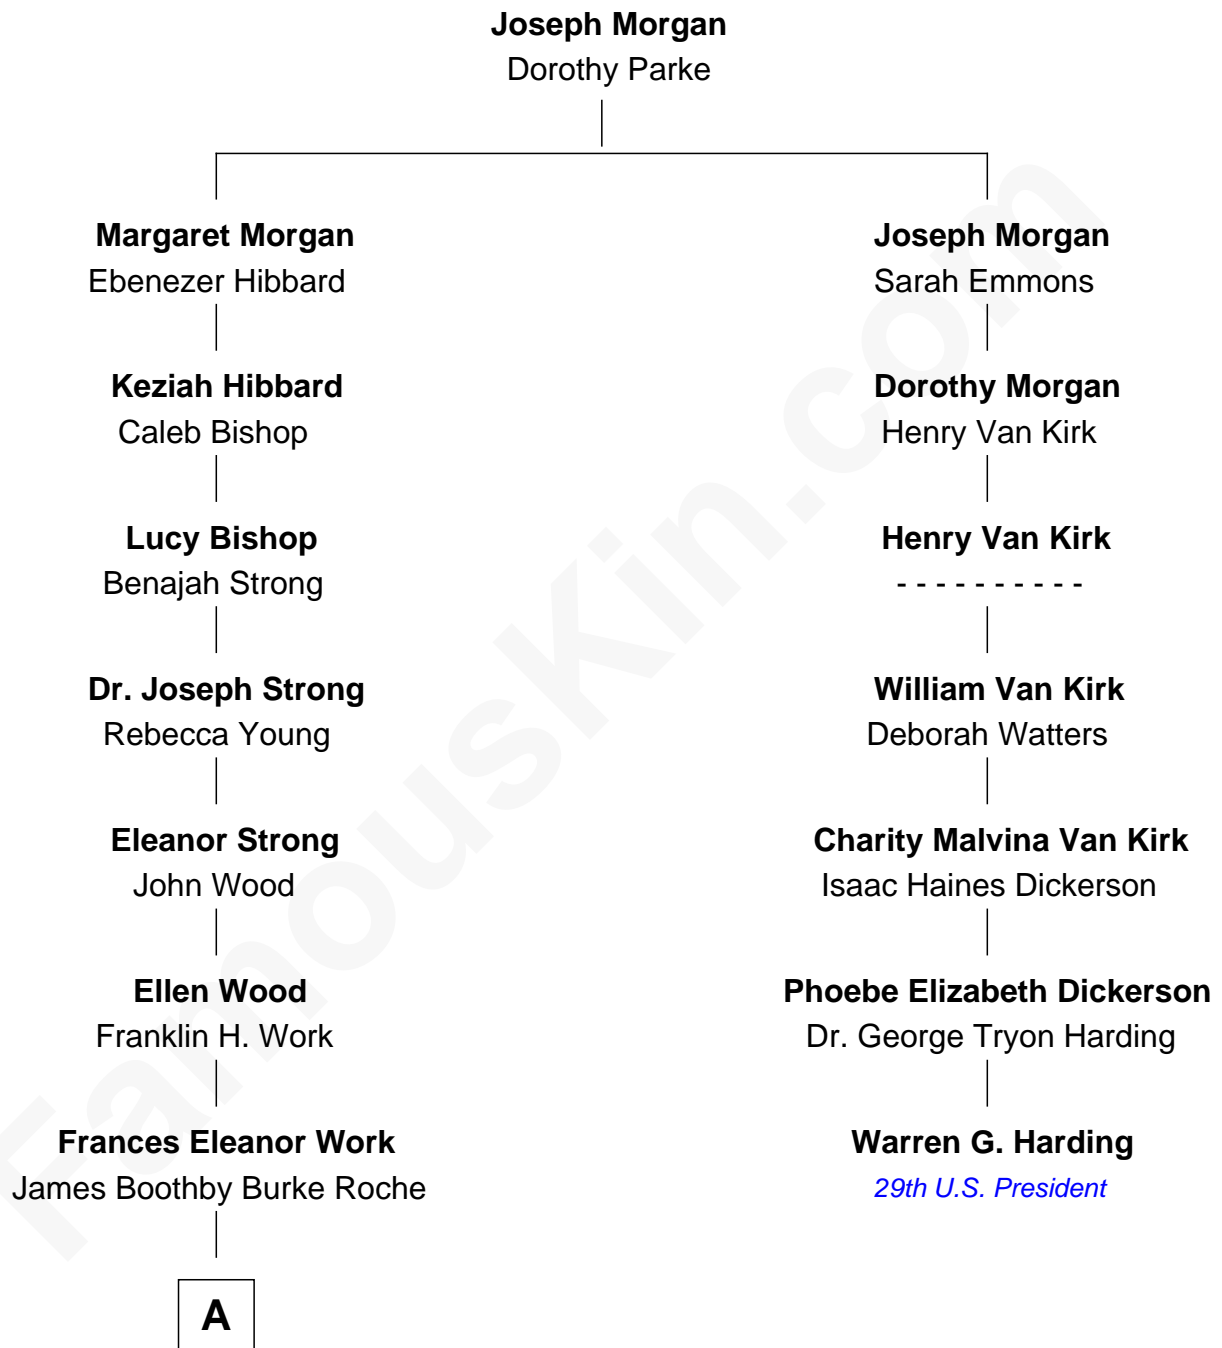 Joseph Morgan
Dorothy Parke
Margaret Morgan
Ebenezer Hibbard
Joseph Morgan
Sarah Emmons
Keziah Hibbard
Caleb Bishop
Dorothy Morgan
Henry Van Kirk
Lucy Bishop
Benajah Strong
Henry Van Kirk
- - - - - - - - - -
Dr. Joseph Strong
Rebecca Young
William Van Kirk
Deborah Watters
Eleanor Strong
John Wood
Charity Malvina Van Kirk
Isaac Haines Dickerson
Ellen Wood
Franklin H. Work
Phoebe Elizabeth Dickerson
Dr. George Tryon Harding
Frances Eleanor Work
James Boothby Burke Roche
Warren G. Harding
29th U.S. President
A
FamousKin.com